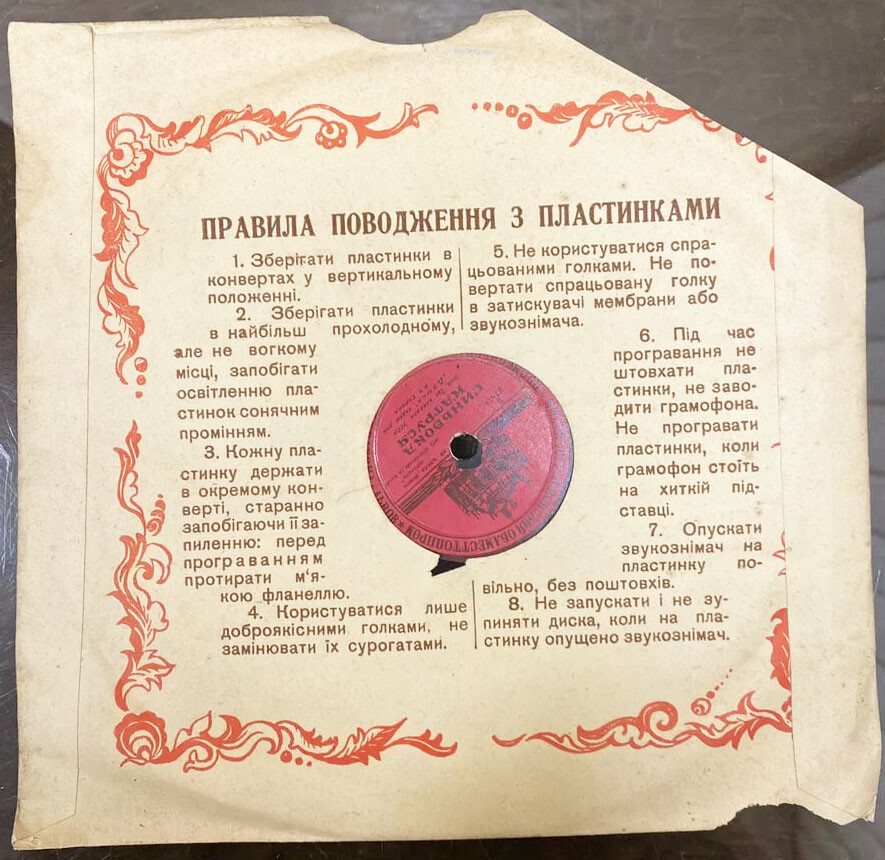 ПРАВИЛА ПОВОДЖЕННЯ З ПЛАСТИНКАМИ
1. Зберігати пластинки в
конвертах у вертикальному
положенні.
2. Зберігати пластинки
в найбільш прохолодному,
але не вогкому
місці, запобігати
освітленню пла-
стинок сонячним
промінням.
3. Кожну пла-
стинку держати
в окремому кон-
верті, старанно
запобігаючи її за-
пиленню: перед
програванням
протирати м'я-
кою фланеллю.
4. Користуватися лише
доброякісними голками, не
замінювати їх сурогатами.
5. Не користуватися спра-
цьованими голками. Не по-
вертати спрацьовану голку
в затискувачі мембрани або
звукознімача.
6. Під час
програвання не
штовхати пла-
стинки, не заво-
дити грамофона.
Не програвати
пластинки, коли
грамофон стоїть
на хиткій під-
ставці.
7. Опускати
звукознімач на
пластинку по-
вільно, без поштовхів.
8. Не запускати і не зу-
пиняти диска, коли на пла-
стинку опущено звукознімач.
СИНЬООКА
КАТРУСЯ